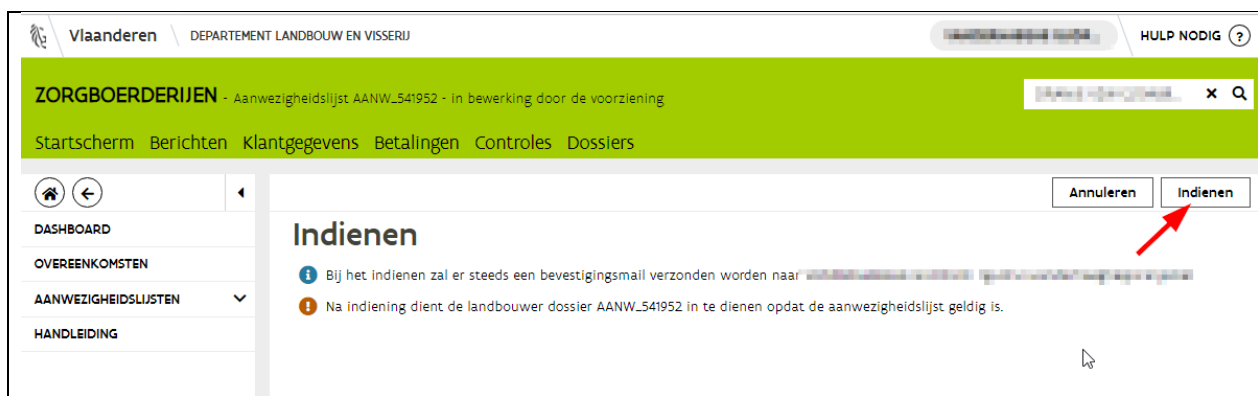 Vlaanderen DEPARTEMENT LANDBOUW EN VISSERIJ HULP NODIG ?
ZORGBOERDERIJEN - Aanwezigheidslijst AANW_541952 - in bewerking door de voorziening
Startscherm Berichten Klantgegevens Betalingen Controles Dossiers
Annuleren Indienen
DASHBOARD
OVEREENKOMSTEN
AANWEZIGHEIDSLIJSTEN
HANDLEIDING
Indienen
Bij het indienen zal er steeds een bevestigingsmail verzonden worden naar
Na indiening dient de landbouwer dossier AANW_541952 in te dienen opdat de aanwezigheidslijst geldig is.